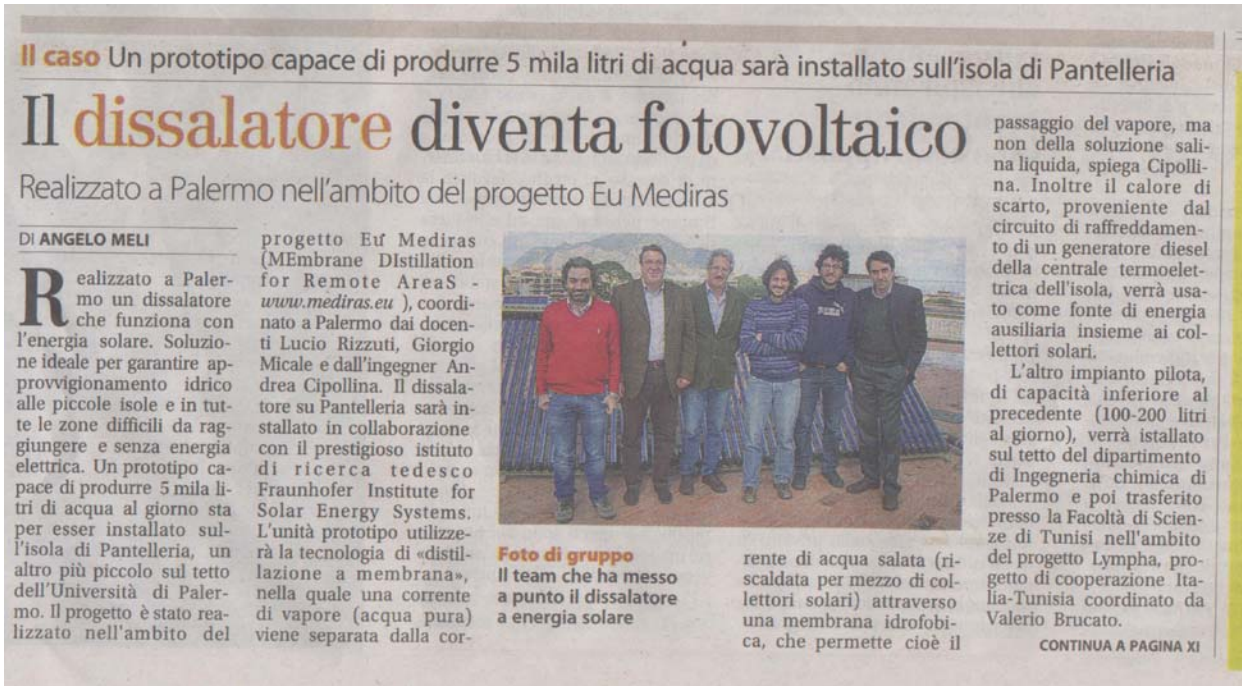 Il caso Un prototipo capace di produrre 5 mila litri di acqua sarà installato sull'isola di Pantelleria
Il dissalatore diventa fotovoltaico
Realizzato a Palermo nell'ambito del progetto Eu Mediras
DI ANGELO MELI
Realizzato a Paler-
mo un dissalatore
che funziona con
l'energia solare. Soluzio-
ne ideale per garantire ap-
provvigionamento idrico
alle piccole isole e in tut-
te le zone difficili da rag-
giungere e senza energia
elettrica. Un prototipo ca-
pace di produrre 5 mila li-
tri di acqua al giorno sta
per esser installato sul-
l'isola di Pantelleria, un
altro più piccolo sul tetto
dell'Università di Paler-
mo. Il progetto è stato rea-
lizzato nell'ambito del
progetto Eu Mediras
(MEmbrane DIstillation
for Remote AreaS -
www.mediras.eu ), coordi-
nato a Palermo dai docen-
ti Lucio Rizzuti, Giorgio
Micale e dall'ingegner An-
drea Cipollina. Il dissala-
tore su Pantelleria sarà in-
stallato in collaborazione
con il prestigioso istituto
di ricerca tedesco
Fraunhofer Institute for
Solar Energy Systems.
L'unità prototipo utilizze-
rà la tecnologia di «distil-
lazione a membrana»,
nella quale una corrente
di vapore (acqua pura)
viene separata dalla cor-
Foto di gruppo
Il team che ha messo
a punto il dissalatore
a energia solare
rente di acqua salata (ri-
scaldata per mezzo di col-
lettori solari) attraverso
una membrana idrofobi-
ca, che permette cioè il
passaggio del vapore, ma
non della soluzione sali-
na liquida, spiega Cipolli-
na. Inoltre il calore di
scarto, proveniente dal
circuito di raffreddamen-
to di un generatore diesel
della centrale termoelet-
trica dell'isola, verrà usa-
to come fonte di energia
ausiliaria insieme ai col-
lettori solari.
L'altro impianto pilota,
di capacità inferiore al
precedente (100-200 litri
al giorno), verrà istallato
sul tetto del dipartimento
di Ingegneria chimica di
Palermo e poi trasferito
presso la Facoltà di Scien-
ze di Tunisi nell'ambito
del progetto Lympha, pro-
getto di cooperazione Ita-
lia-Tunisia coordinato da
Valerio Brucato.
CONTINUA A PAGINA XI